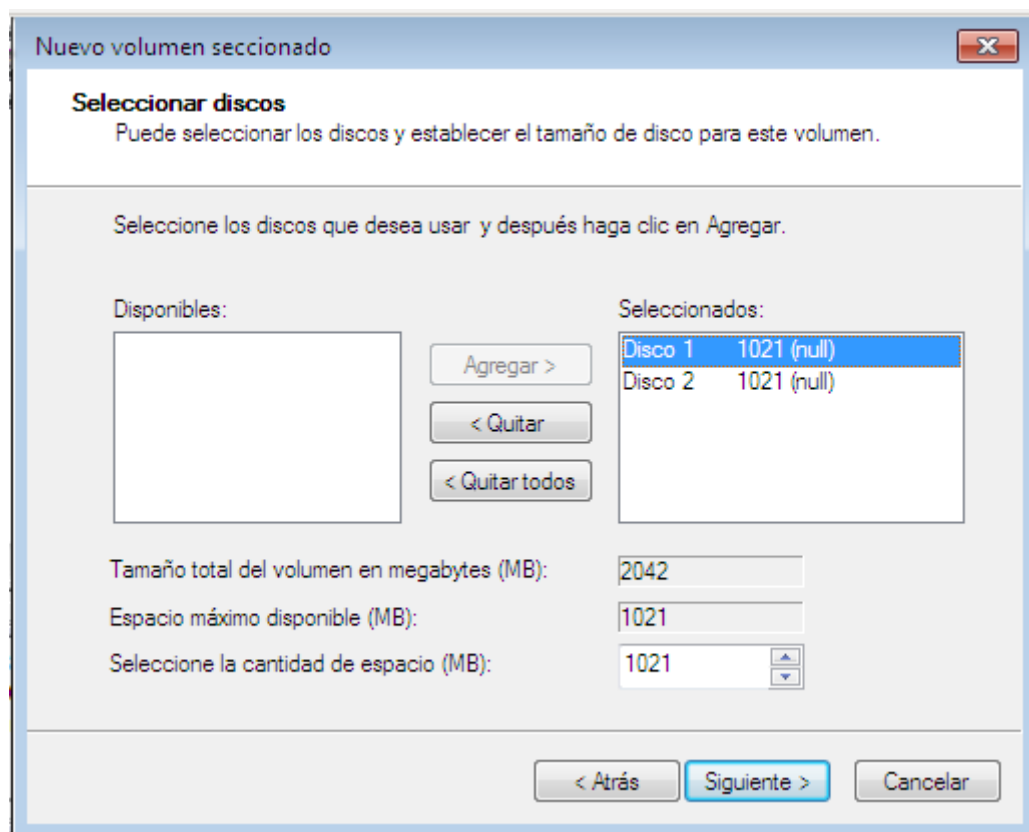 Nuevo volumen seccionado
Seleccionar discos
Puede seleccionar los discos y establecer el tamaño de disco para este volumen.
Seleccione los discos que desea usar y después haga clic en Agregar.
Disponibles:
Seleccionados:
Agregar >
< Quitar
< Quitar todos
Disco 1 1021 (null)
Disco 2 1021 (null)
Tamaño total del volumen en megabytes (MB): 2042
Espacio máximo disponible (MB): 1021
Seleccione la cantidad de espacio (MB): 1021
< Atrás
Siguiente >
Cancelar